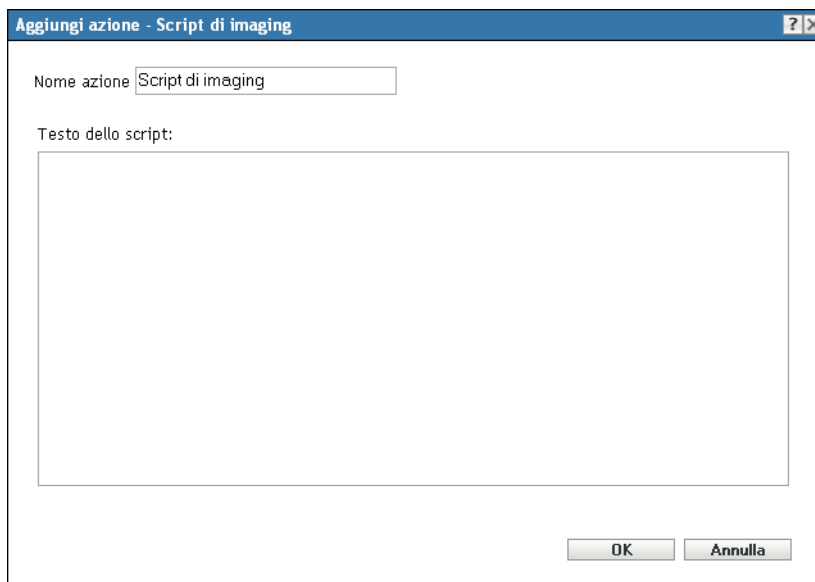 Aggiungi azione - Script di imaging
Nome azione Script di imaging
Testo dello script:
OK Annulla